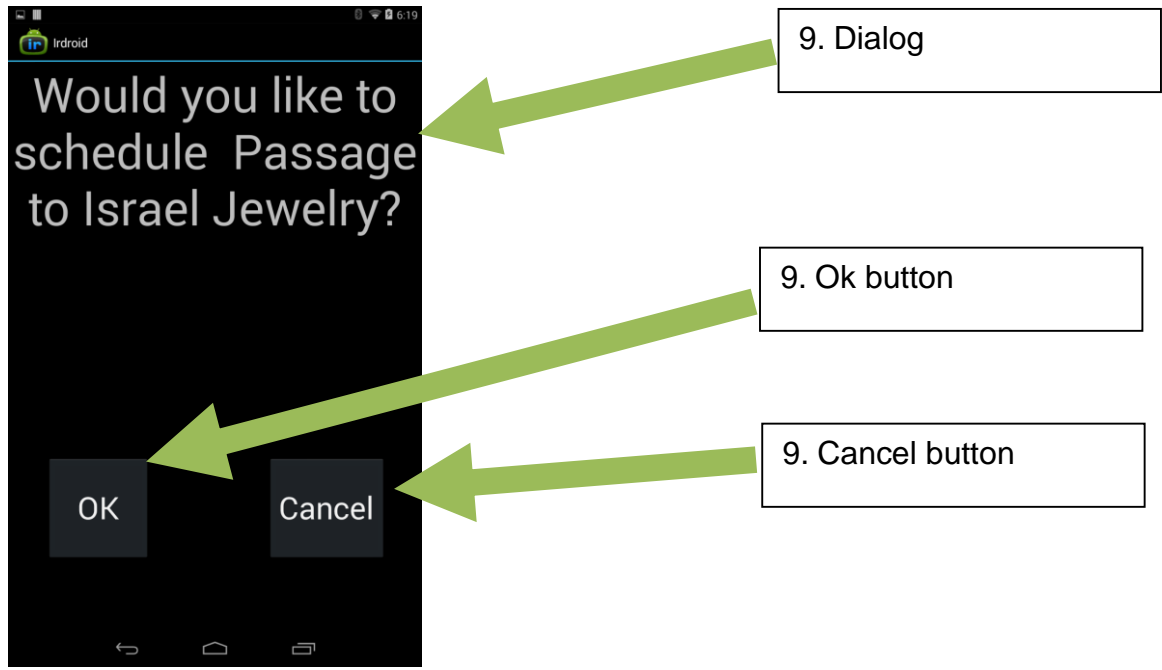 6:19
ir Irdroid
Would you like to
schedule  Passage
to Israel Jewelry?
OK
Cancel
9. Dialog
9. Ok button
9. Cancel button